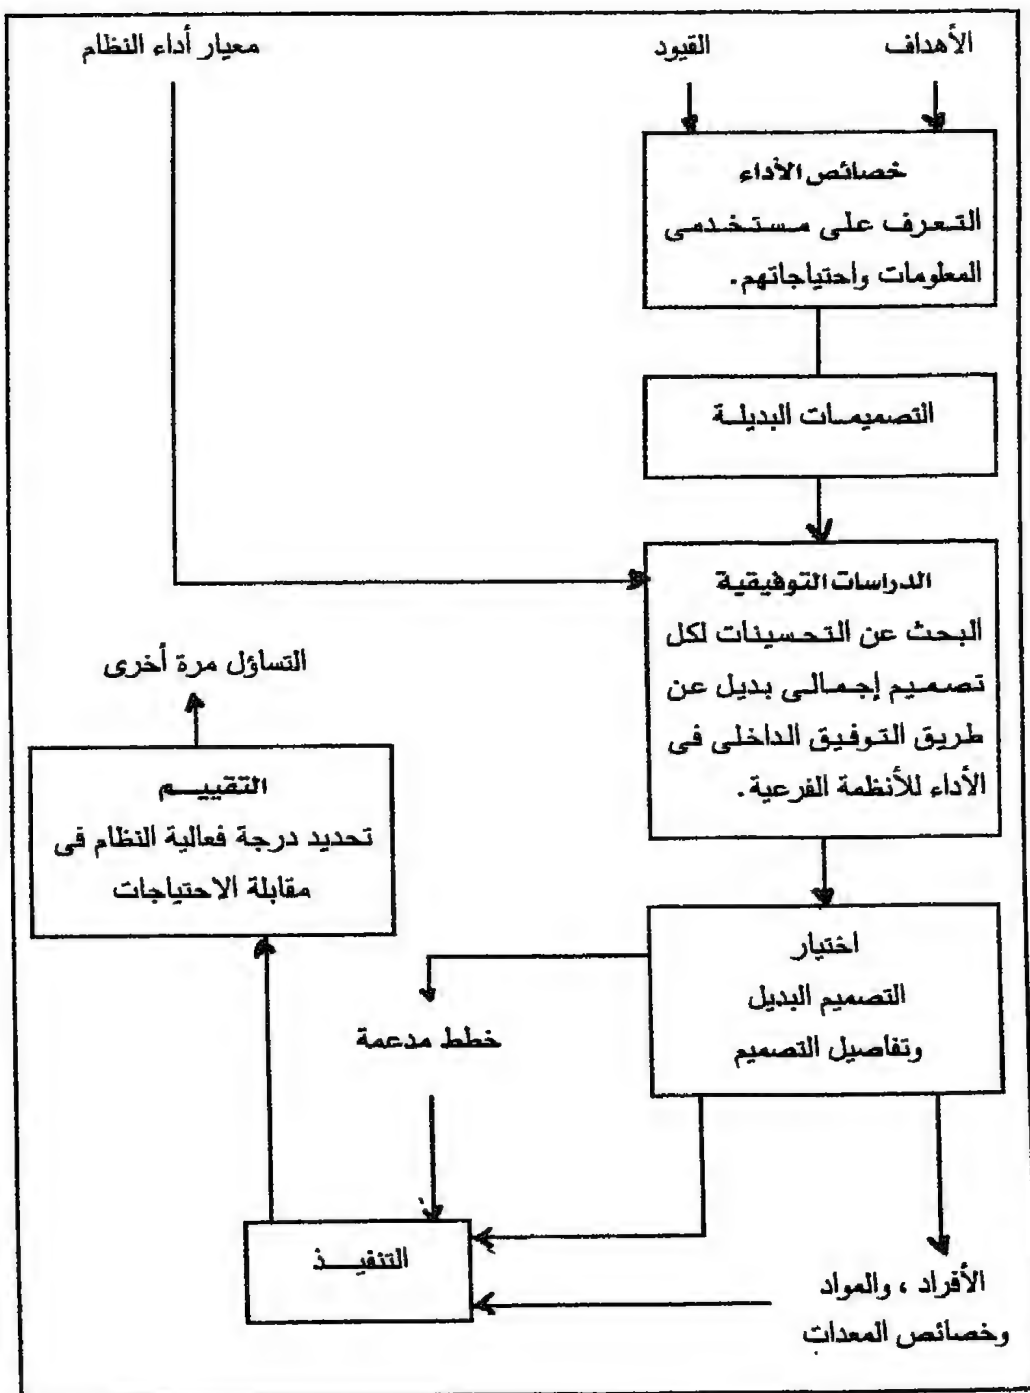 الأهداف
القيود
معيار أداء النظام
خصائص الأداء
التعرف على مستخدمى
المعلومات واحتياجاتهم.
التصميمات البديلة
الدراسات التوفيقية
البحث عن التحسينات لكل
تصميم إجمالى بديل عن
طريق التوفيق الداخلى فى
الأداء للأنظمة الفرعية.
التساؤل مرة أخرى
التقييم
تحديد درجة فعالية النظام فى
مقابلة الاحتياجات
اختيار
التصميم البديل
وتفاصيل التصميم
خطط مدعمة
التنفيذ
الأفراد ، والمواد
وخصائص المعدات